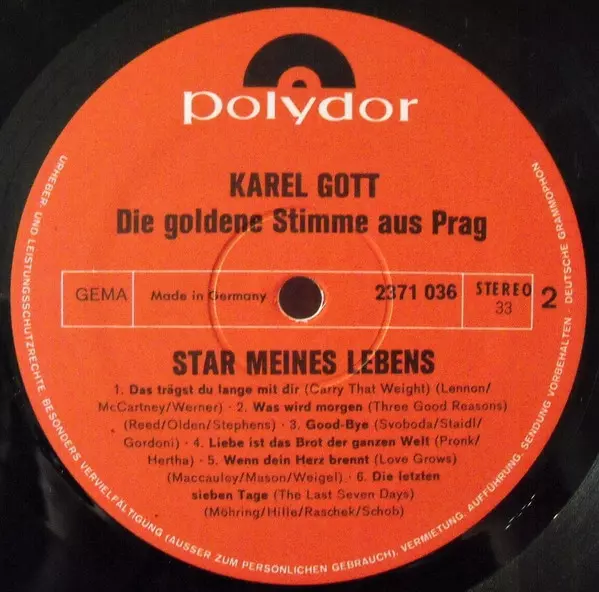 polydor
KAREL GOTT
Die goldene Stimme aus Prag
GEMA
Made in Germany
2371 036
STEREO
33
2
STAR MEINES LEBENS
1. Das trägst du lange mit dir (Carry That Weight) (Lennon/
McCartney/Werner) · 2. Was wird morgen (Three Good Reasons)
(Reed/Olden/Stephens) · 3. Good-Bye (Svoboda/Staidl/
Gordoni) · 4. Liebe ist das Brot der ganzen Welt (Pronk/
Hertha) · 5. Wenn dein Herz brennt (Love Grows)
(Maccauley/Mason/Weigel) · 6. Die letzten
sieben Tage (The Last Seven Days)
(Möhring/Hille/Raschek/Schob)
URHEBER- UND LEISTUNGSSCHUTZRECHTE, BESONDERS VERVIELFÄLTIGUNG (AUSSER ZUM PERSÖNLICHEN GEBRAUCH), VERMIETUNG, AUFFÜHRUNG, SENDUNG VORBEHALTEN · DEUTSCHE GRAMMOPHON